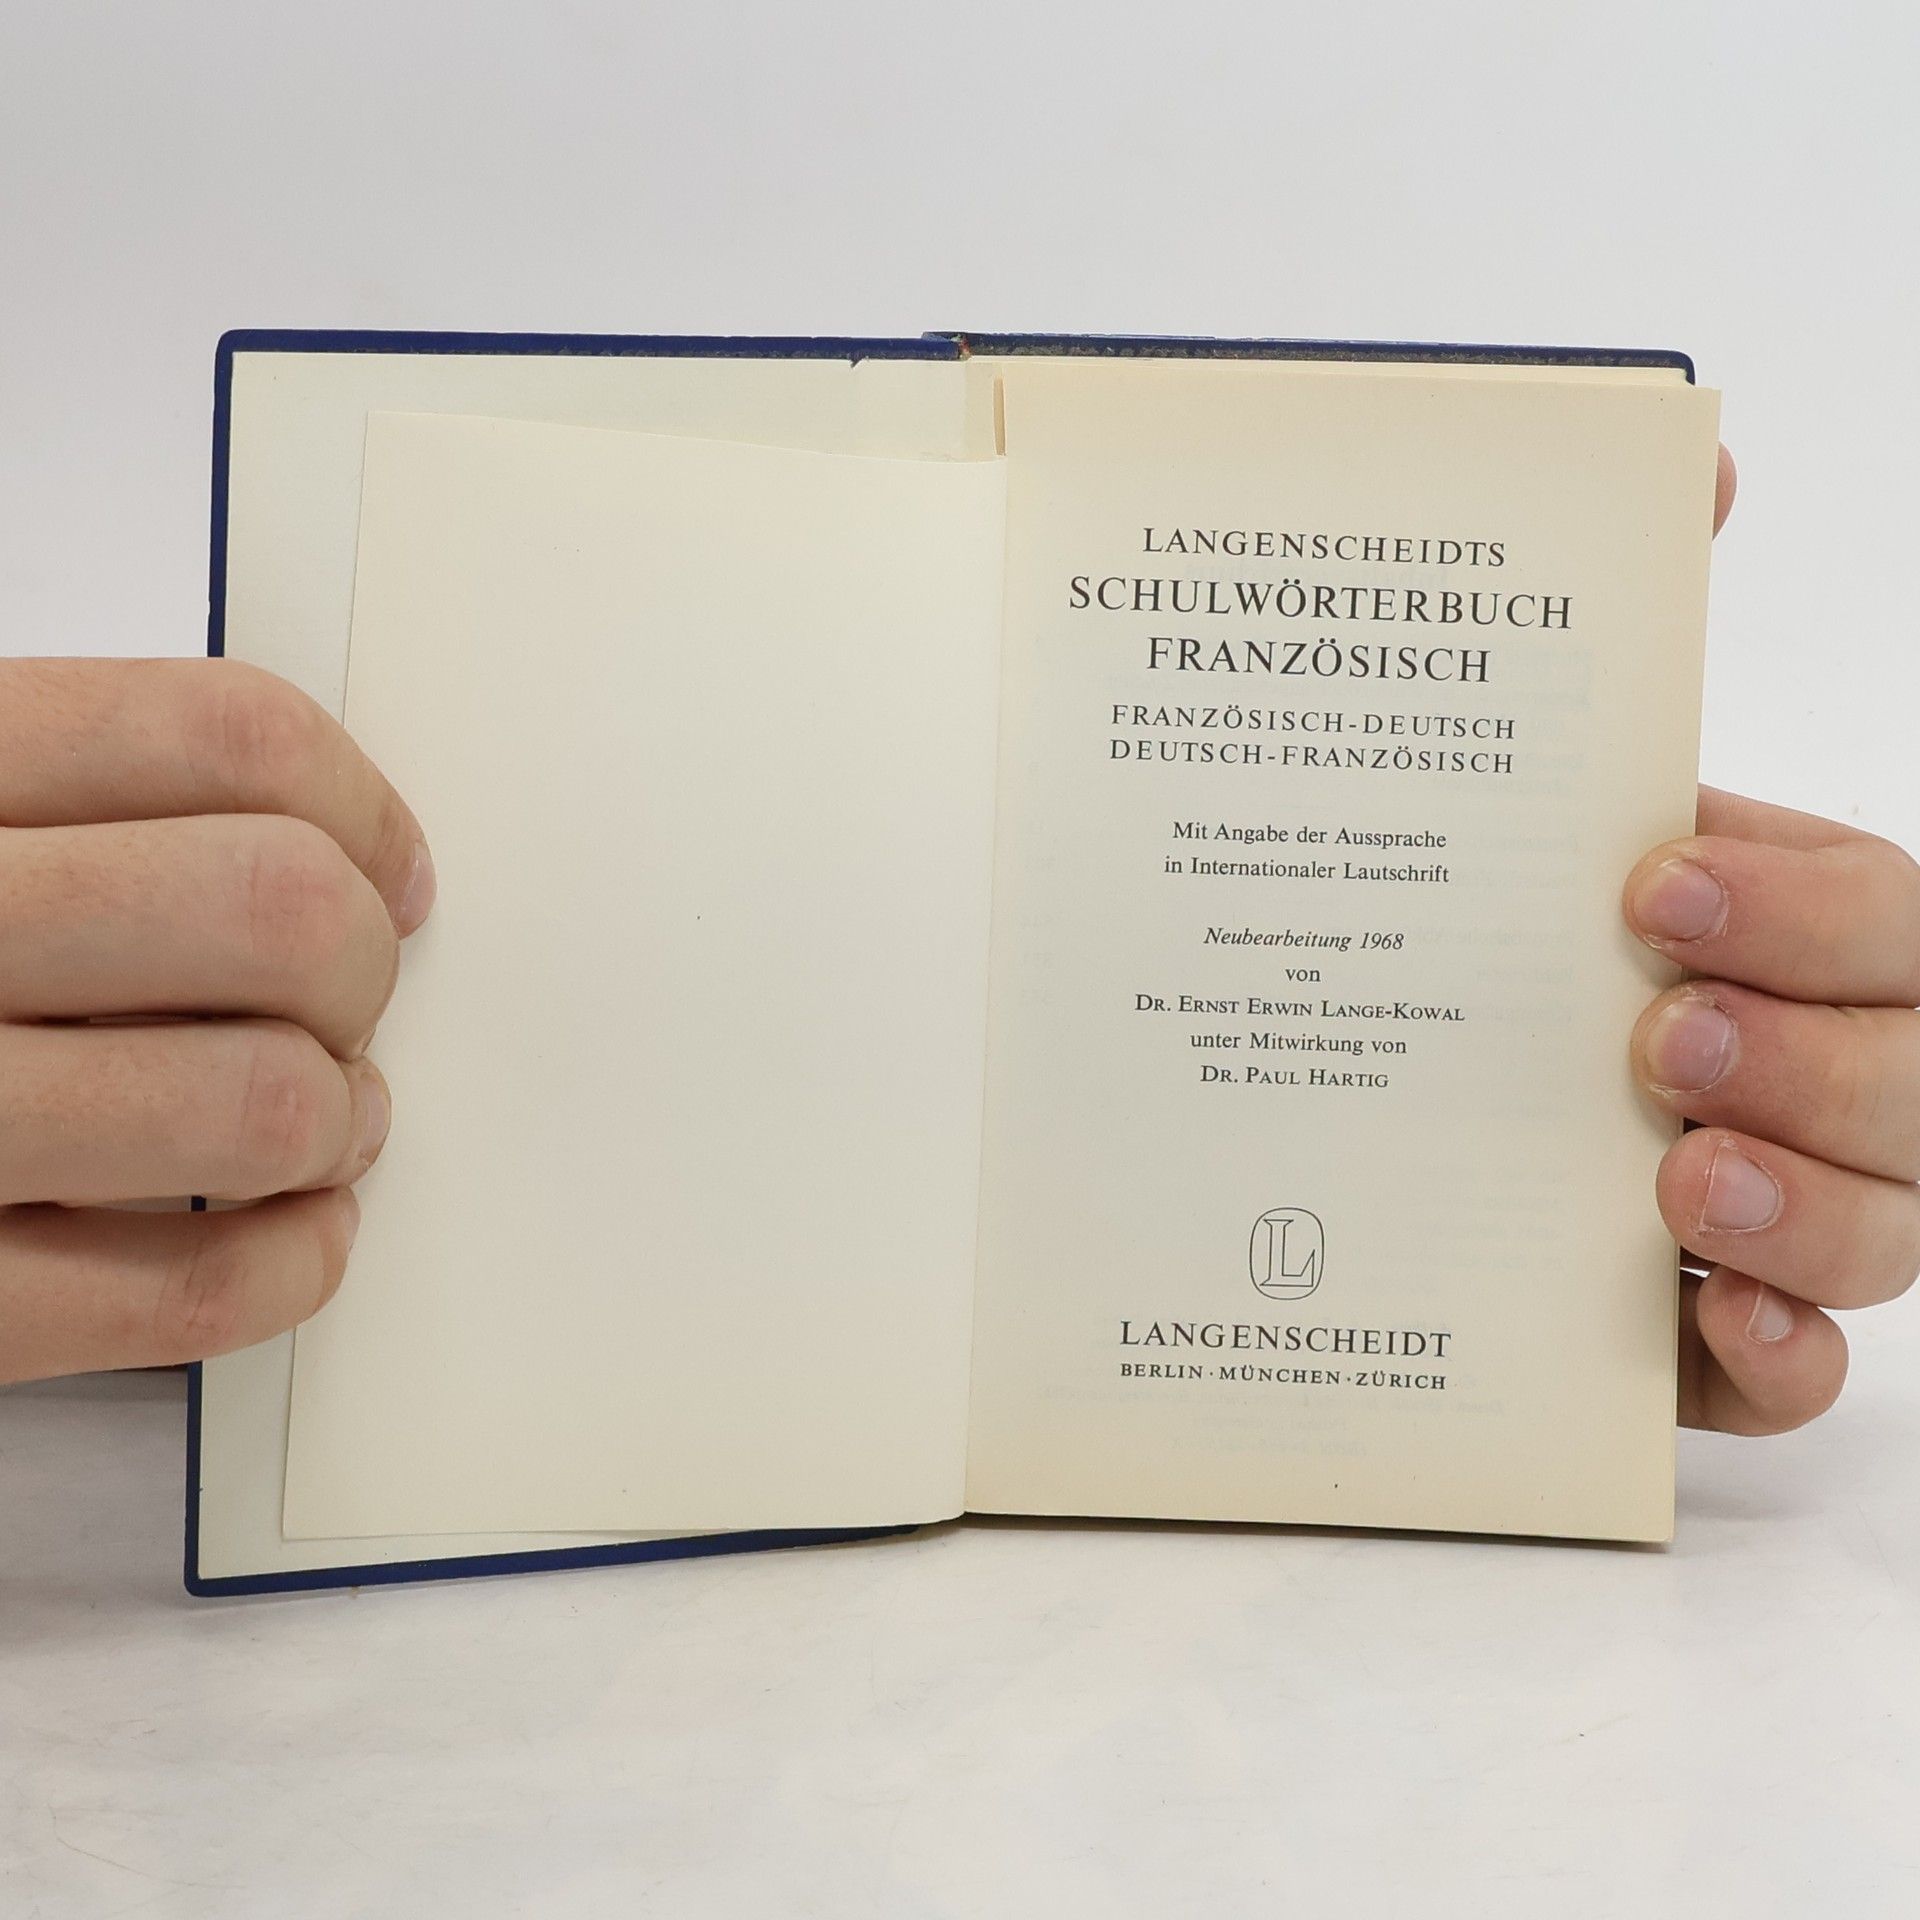 LANGENSCHEIDTS
SCHULWÖRTERBUCH
FRANZÖSISCH
FRANZÖSISCH-DEUTSCH
DEUTSCH-FRANZÖSISCH
Mit Angabe der Aussprache
in Internationaler Lautschrift
Neubearbeitung 1968
von
DR. ERNST ERWIN LANGE-KOWAL
unter Mitwirkung von
DR. PAUL HARTIG
L
LANGENSCHEIDT
BERLIN · MÜNCHEN · ZÜRICH